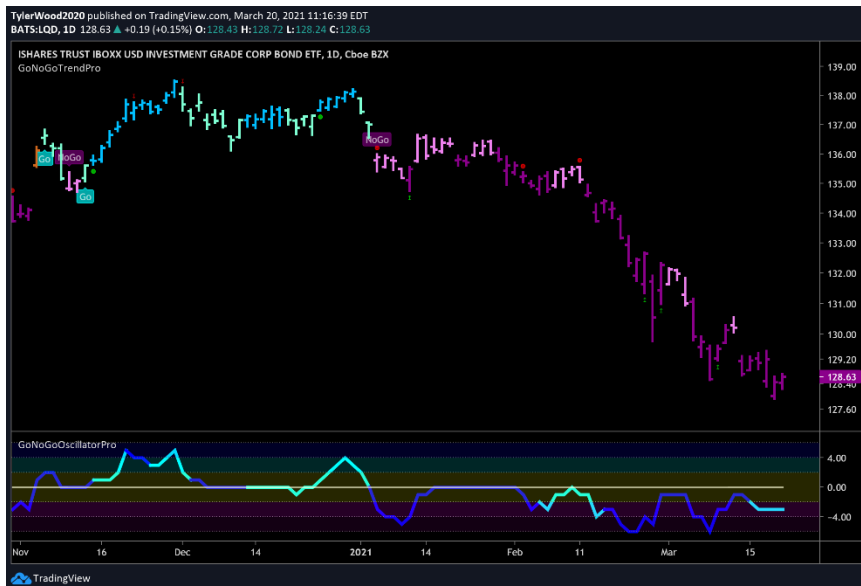 TylerWood2020 published on TradingView.com, March 20, 2021 11:16:39 EDT
BATS:LQD, 1D 128.63 ▲ +0.19 (+0.15%) O:128.43 H:128.72 L:128.24 C:128.63
ISHARES TRUST IBOXX USD INVESTMENT GRADE CORP BOND ETF, 1D, Cboe BZX
GoNoGoTrendPro
139.00
138.00
137.00
NoGo
136.00
Go
NoGo
135.00
Go
134.00
133.00
132.00
131.00
130.00
129.20
128.63
128.40
127.60
GoNoGoOscillatorPro
4.00
0.00
−4.00
Nov 16 Dec 14 2021 14 Feb 11 Mar 15
TradingView